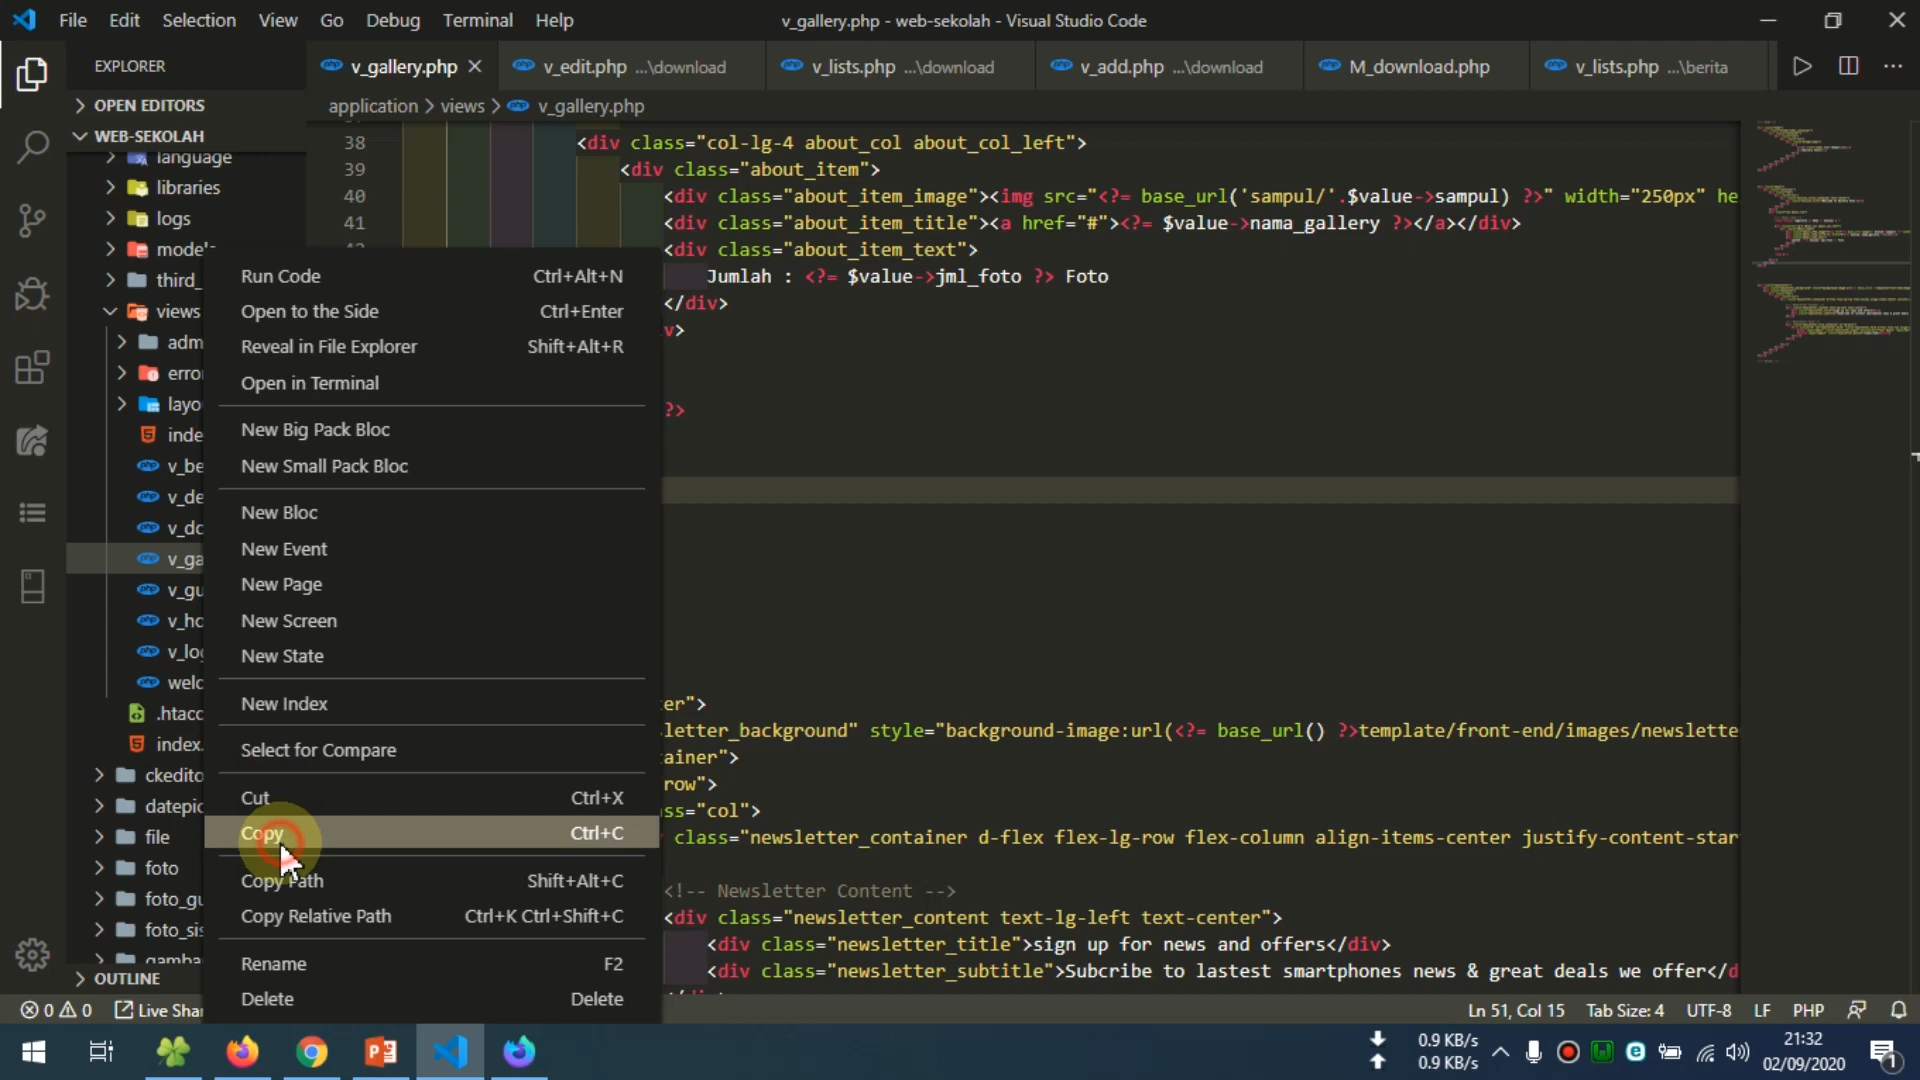 File Edit Selection View Go Debug Terminal Help
v_gallery.php - web-sekolah - Visual Studio Code
EXPLORER
v_gallery.php
v_edit.php ...\download
v_lists.php ...\download
v_add.php ...\download
M_download.php
v_lists.php ...\berita
OPEN EDITORS
application > views > v_gallery.php
WEB-SEKOLAH
language
libraries
logs
third_
views
adm
erro
layo
inde
v_be
v_de
v_dc
v_ga
v_gu
v_ho
v_log
welc
.htacc
index.
ckedito
datepic
file
foto
foto_gu
foto_sis
gamba
OUTLINE
Run Code Ctrl+Alt+N
Open to the Side Ctrl+Enter
Reveal in File Explorer Shift+Alt+R
Open in Terminal
New Big Pack Bloc
New Small Pack Bloc
New Bloc
New Event
New Page
New Screen
New State
New Index
Select for Compare
Cut Ctrl+X
Copy Ctrl+C
Copy Path Shift+Alt+C
Copy Relative Path Ctrl+K Ctrl+Shift+C
Rename F2
Delete Delete
38 <div class="col-lg-4 about_col about_col_left">
39 <div class="about_item">
40 <div class="about_item_image"><img src="<?= base_url('sampul/'.$value->sampul) ?>" width="250px" he
41 <div class="about_item_title"><a href="#"><?= $value->nama_gallery ?></a></div>
<div class="about_item_text">
Jumlah : <?= $value->jml_foto ?> Foto
</div>
v>
?>
er">
letter_background" style="background-image:url(<?= base_url() ?>template/front-end/images/newslette
ainer">
row">
ss="col">
class="newsletter_container d-flex flex-lg-row flex-column align-items-center justify-content-star
<!-- Newsletter Content -->
<div class="newsletter_content text-lg-left text-center">
<div class="newsletter_title">sign up for news and offers</div>
<div class="newsletter_subtitle">Subcribe to lastest smartphones news & great deals we offer</d
0 0 Live Shar
Ln 51, Col 15 Tab Size: 4 UTF-8 LF PHP
0.9 KB/s
0.9 KB/s
21:32
02/09/2020
1